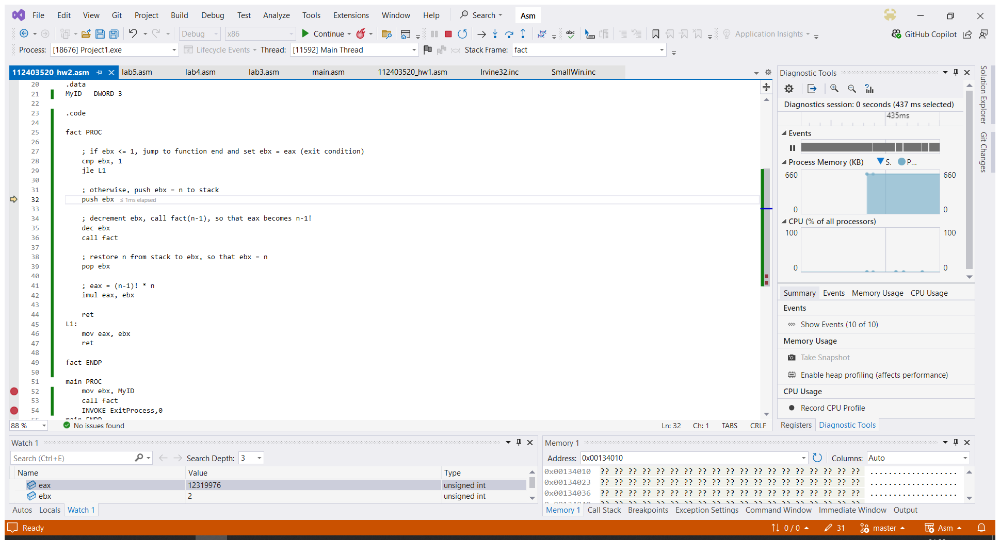 File Edit View Git Project Build Debug Test Analyze Tools Extensions Window Help Search Asm
Debug x86 Continue abc Application Insights GitHub Copilot
Process: [18676] Project1.exe Lifecycle Events Thread: [11592] Main Thread Stack Frame: fact
112403520_hw2.asm lab5.asm lab4.asm lab3.asm main.asm 112403520_hw1.asm Irvine32.inc SmallWin.inc
20 .data
21 MyID DWORD 3
22
23 .code
24
25 fact PROC
26
27 ; if ebx <= 1, jump to function end and set ebx = eax (exit condition)
28 cmp ebx, 1
29 jle L1
30
31 ; otherwise, push ebx = n to stack
32 push ebx ≤ 1ms elapsed
33
34 ; decrement ebx, call fact(n-1), so that eax becomes n-1!
35 dec ebx
36 call fact
37
38 ; restore n from stack to ebx, so that ebx = n
39 pop ebx
40
41 ; eax = (n-1)! * n
42 imul eax, ebx
43
44 ret
45 L1:
46 mov eax, ebx
47 ret
48
49 fact ENDP
50
51 main PROC
52 mov ebx, MyID
53 call fact
54 INVOKE ExitProcess,0
55 main ENDP
88 % No issues found Ln: 32 Ch: 1 TABS CRLF
Diagnostic Tools
Diagnostics session: 0 seconds (437 ms selected)
435ms
Events
Process Memory (KB) S. P...
660 660
0 0
CPU (% of all processors)
100 100
0 0
Summary Events Memory Usage CPU Usage
Events
Show Events (10 of 10)
Memory Usage
Take Snapshot
Enable heap profiling (affects performance)
CPU Usage
Record CPU Profile
Registers Diagnostic Tools
Solution Explorer
Git Changes
Watch 1
Search (Ctrl+E) Search Depth: 3
Name Value Type
eax 12319976 unsigned int
ebx 2 unsigned int
Autos Locals Watch 1
Memory 1
Address: 0x00134010 Columns: Auto
0x00134010 ?? ?? ?? ?? ?? ?? ?? ?? ?? ?? ?? ?? ?? ?? ?? ?? ?? ?? ?? ...................
0x00134023 ?? ?? ?? ?? ?? ?? ?? ?? ?? ?? ?? ?? ?? ?? ?? ?? ?? ?? ?? ...................
0x00134036 ?? ?? ?? ?? ?? ?? ?? ?? ?? ?? ?? ?? ?? ?? ?? ?? ?? ?? ?? ...................
Memory 1 Call Stack Breakpoints Exception Settings Command Window Immediate Window Output
Ready 0 / 0 31 master Asm